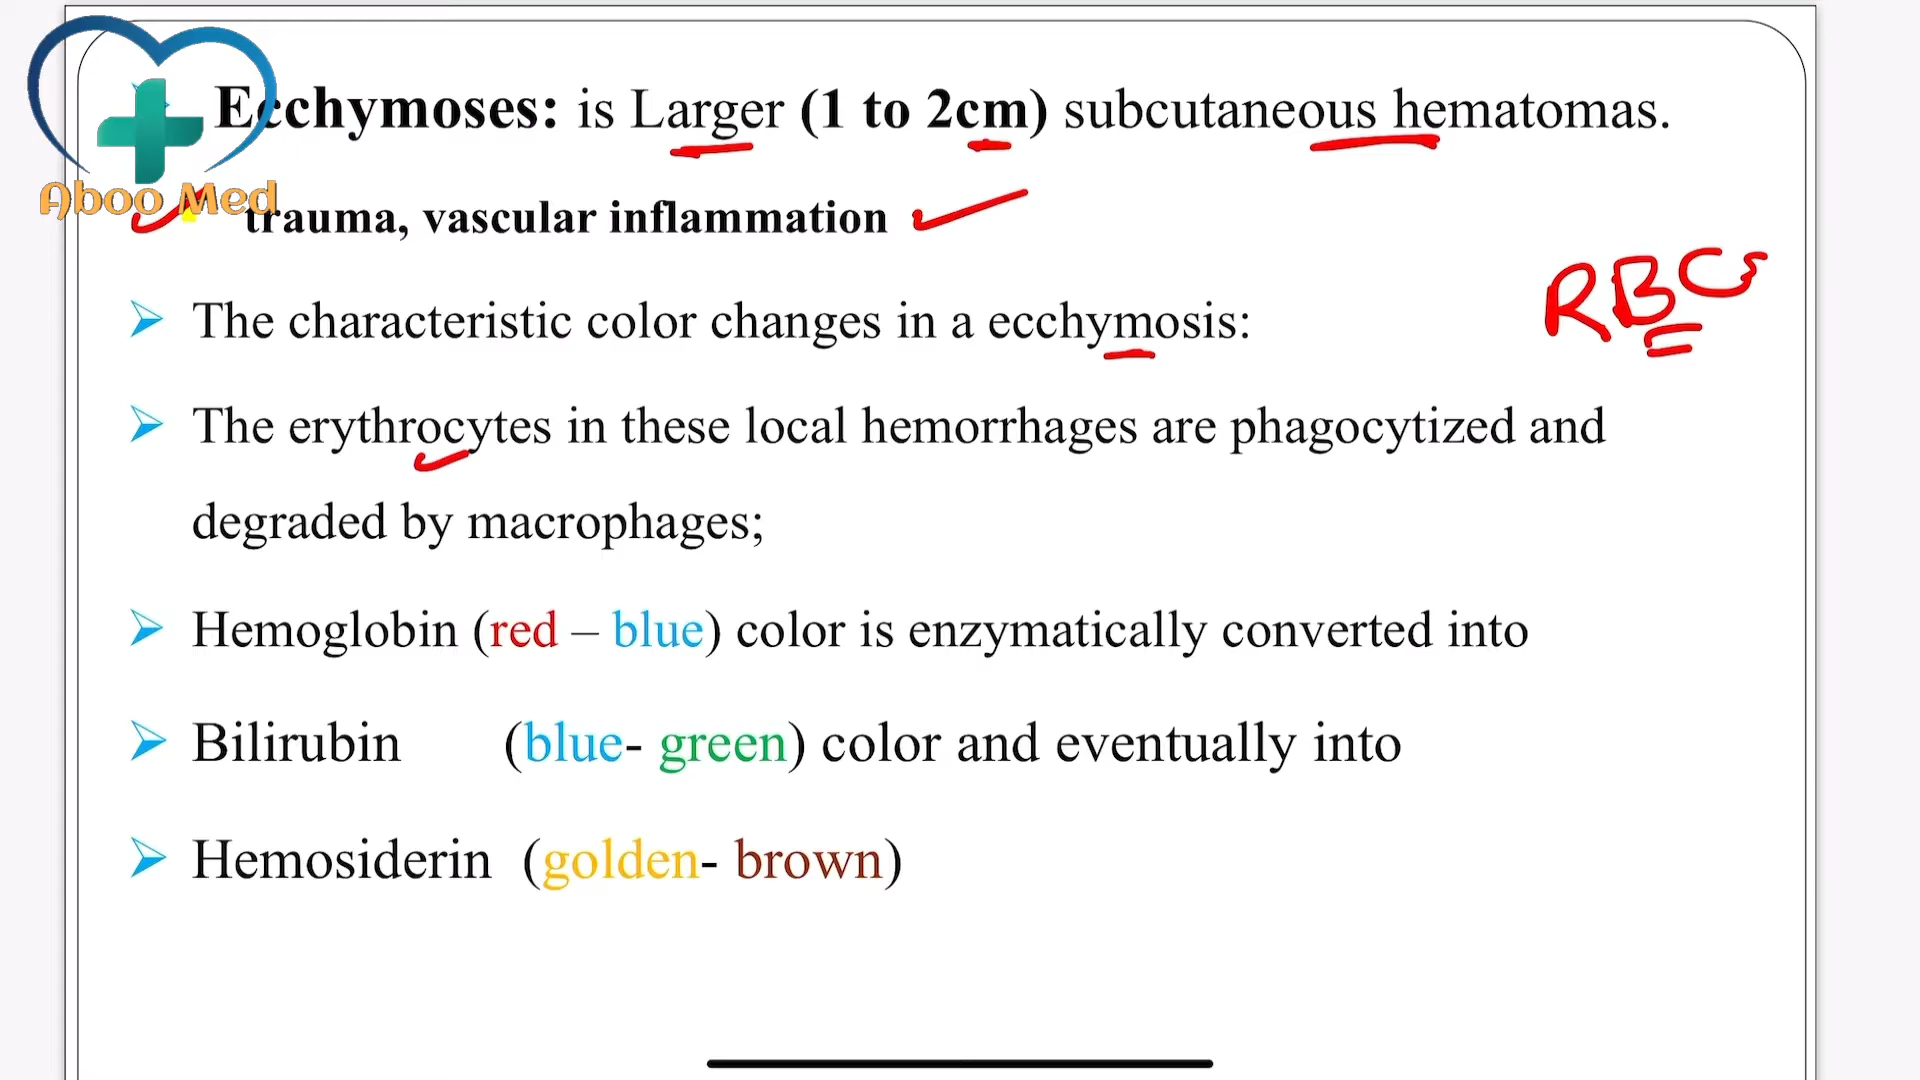 Aboo Med
Ecchymoses: is Larger (1 to 2cm) subcutaneous hematomas.
trauma, vascular inflammation
RBCs
The characteristic color changes in a ecchymosis:
The erythrocytes in these local hemorrhages are phagocytized and
degraded by macrophages;
Hemoglobin (red – blue) color is enzymatically converted into
Bilirubin (blue- green) color and eventually into
Hemosiderin (golden- brown)